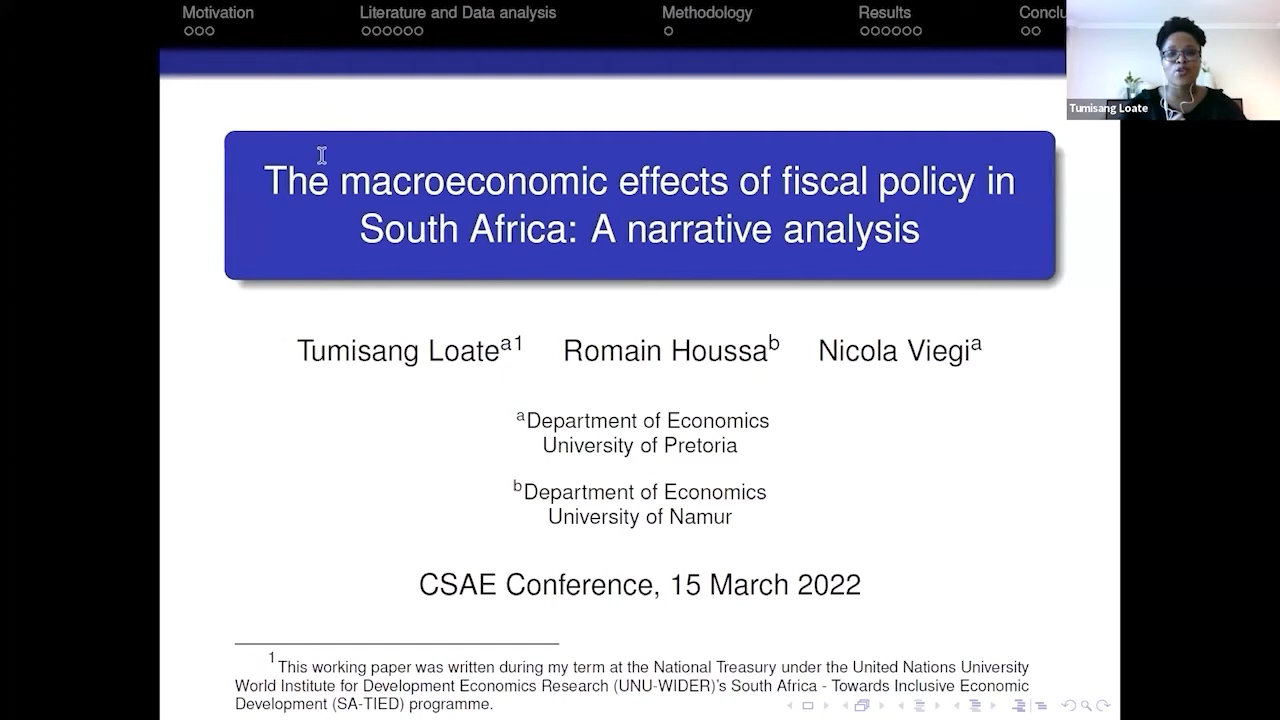 Motivation Literature and Data analysis Methodology Results Conclu
Tumisang Loate
The macroeconomic effects of fiscal policy in
South Africa: A narrative analysis
Tumisang Loate^a1 Romain Houssa^b Nicola Viegi^a
^aDepartment of Economics
University of Pretoria
^bDepartment of Economics
University of Namur
CSAE Conference, 15 March 2022
^1This working paper was written during my term at the National Treasury under the United Nations University
World Institute for Development Economics Research (UNU-WIDER)'s South Africa - Towards Inclusive Economic
Development (SA-TIED) programme.